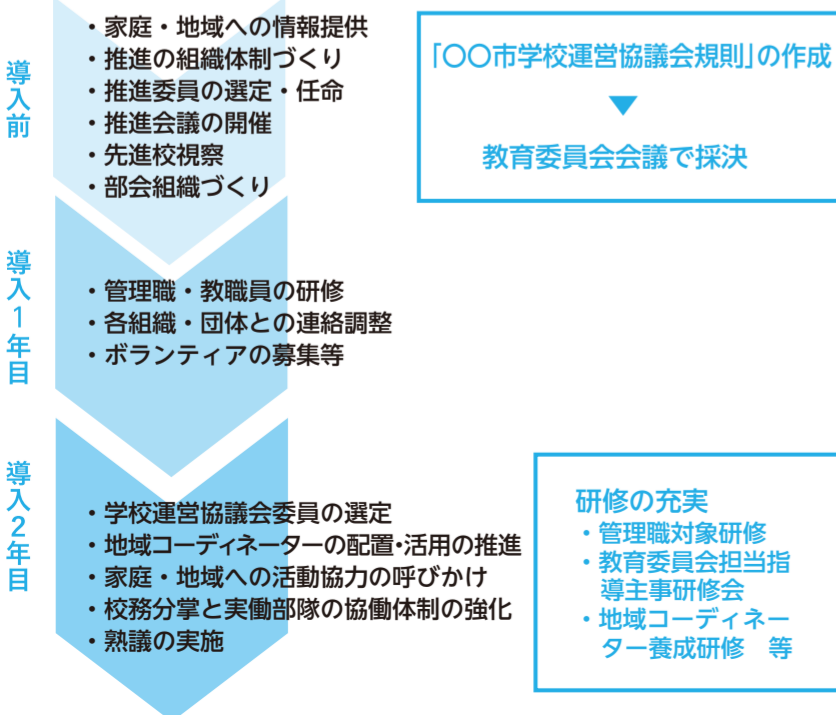 導入前
・家庭・地域への情報提供
・推進の組織体制づくり
・推進委員の選定・任命
・推進会議の開催
・先進校視察
・部会組織づくり
「〇〇市学校運営協議会規則」の作成
▼
教育委員会会議で採決
導入1年目
・管理職・教職員の研修
・各組織・団体との連絡調整
・ボランティアの募集等
導入2年目
・学校運営協議会委員の選定
・地域コーディネーターの配置・活用の推進
・家庭・地域への活動協力の呼びかけ
・校務分掌と実働部隊の協働体制の強化
・熟議の実施
研修の充実
・管理職対象研修
・教育委員会担当指
導主事研修会
・地域コーディネー
ター養成研修　等